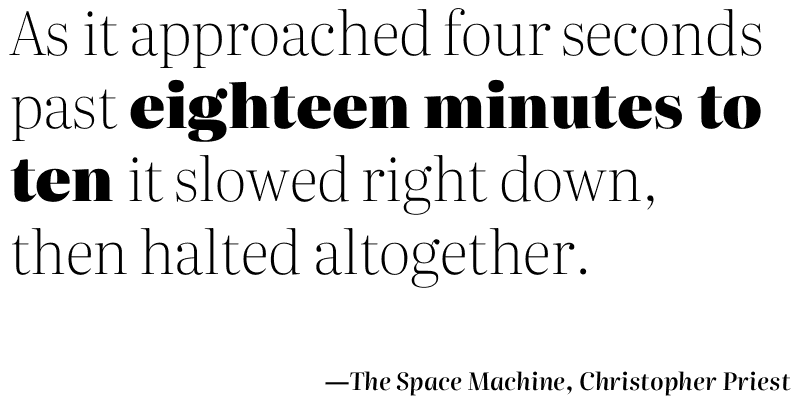 As it approached four seconds
past eighteen minutes to
ten it slowed right down,
then halted altogether.
—The Space Machine, Christopher Priest